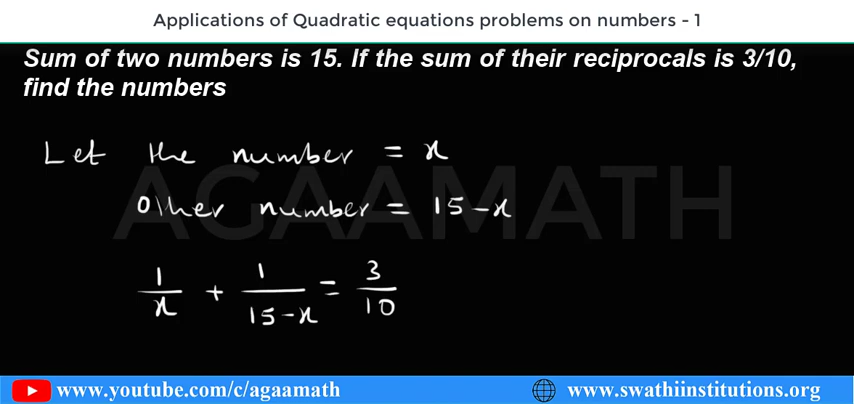 Applications of Quadratic equations problems on numbers - 1
Sum of two numbers is 15. If the sum of their reciprocals is 3/10,
find the numbers
Let the number = x
AGAAMATH
Other number = 15 - x
1/x + 1/(15-x) = 3/10
www.youtube.com/c/agaamath
www.swathiinstitutions.org